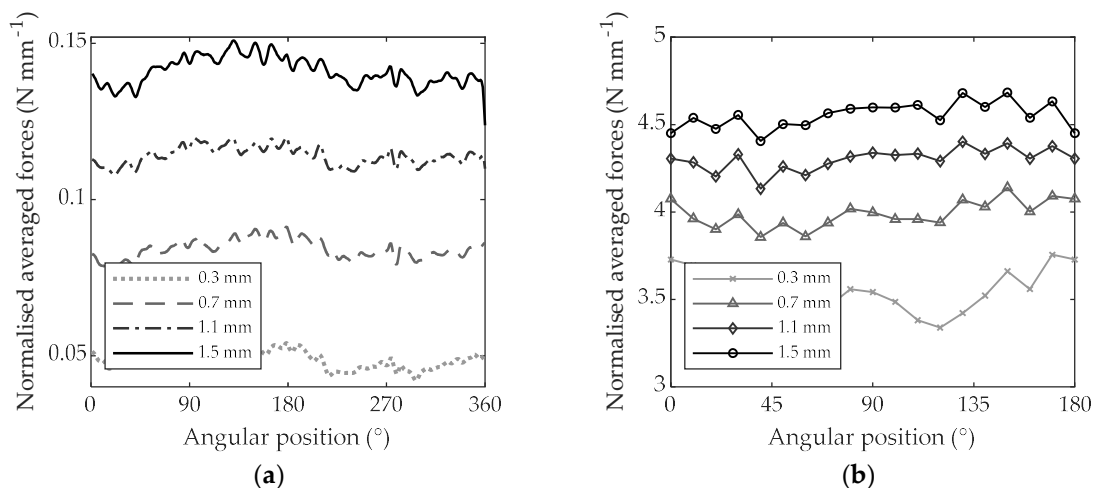 Normalised averaged forces (N mm⁻¹)
0.15
0.1
0.05
0.3 mm
0.7 mm
1.1 mm
1.5 mm
0 90 180 270 360
Angular position (°)
(a)
Normalised averaged forces (N mm⁻¹)
5
4.5
4
3.5
3
0.3 mm
0.7 mm
1.1 mm
1.5 mm
0 45 90 135 180
Angular position (°)
(b)